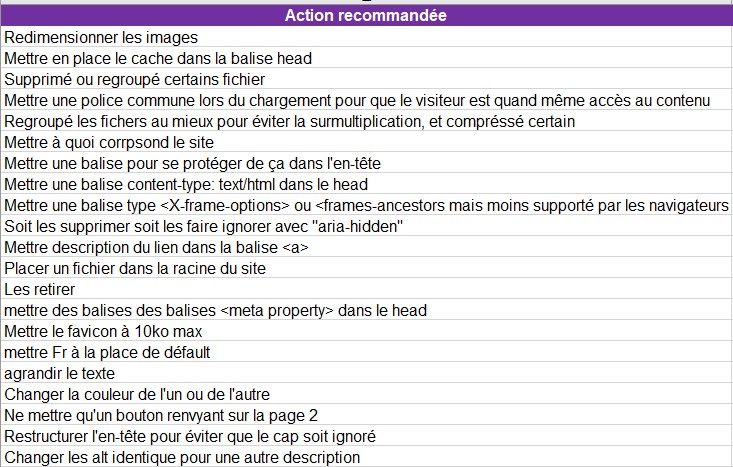 Action recommandée
Redimensionner les images
Mettre en place le cache dans la balise head
Supprimé ou regroupé certains fichier
Mettre une police commune lors du chargement pour que le visiteur est quand même accès au contenu
Regroupé les fichers au mieux pour éviter la surmultiplication, et compréssé certain
Mettre à quoi corrpsond le site
Mettre une balise pour se protéger de ça dans l'en-tête
Mettre une balise content-type: text/html dans le head
Mettre une balise type <X-frame-options> ou <frames-ancestors mais moins supporté par les navigateurs
Soit les supprimer soit les faire ignorer avec "aria-hidden"
Mettre description du lien dans la balise <a>
Placer un fichier dans la racine du site
Les retirer
mettre des balises des balises <meta property> dans le head
Mettre le favicon à 10ko max
mettre Fr à la place de défault
agrandir le texte
Changer la couleur de l'un ou de l'autre
Ne mettre qu'un bouton renvyant sur la page 2
Restructurer l'en-tête pour éviter que le cap soit ignoré
Changer les alt identique pour une autre description